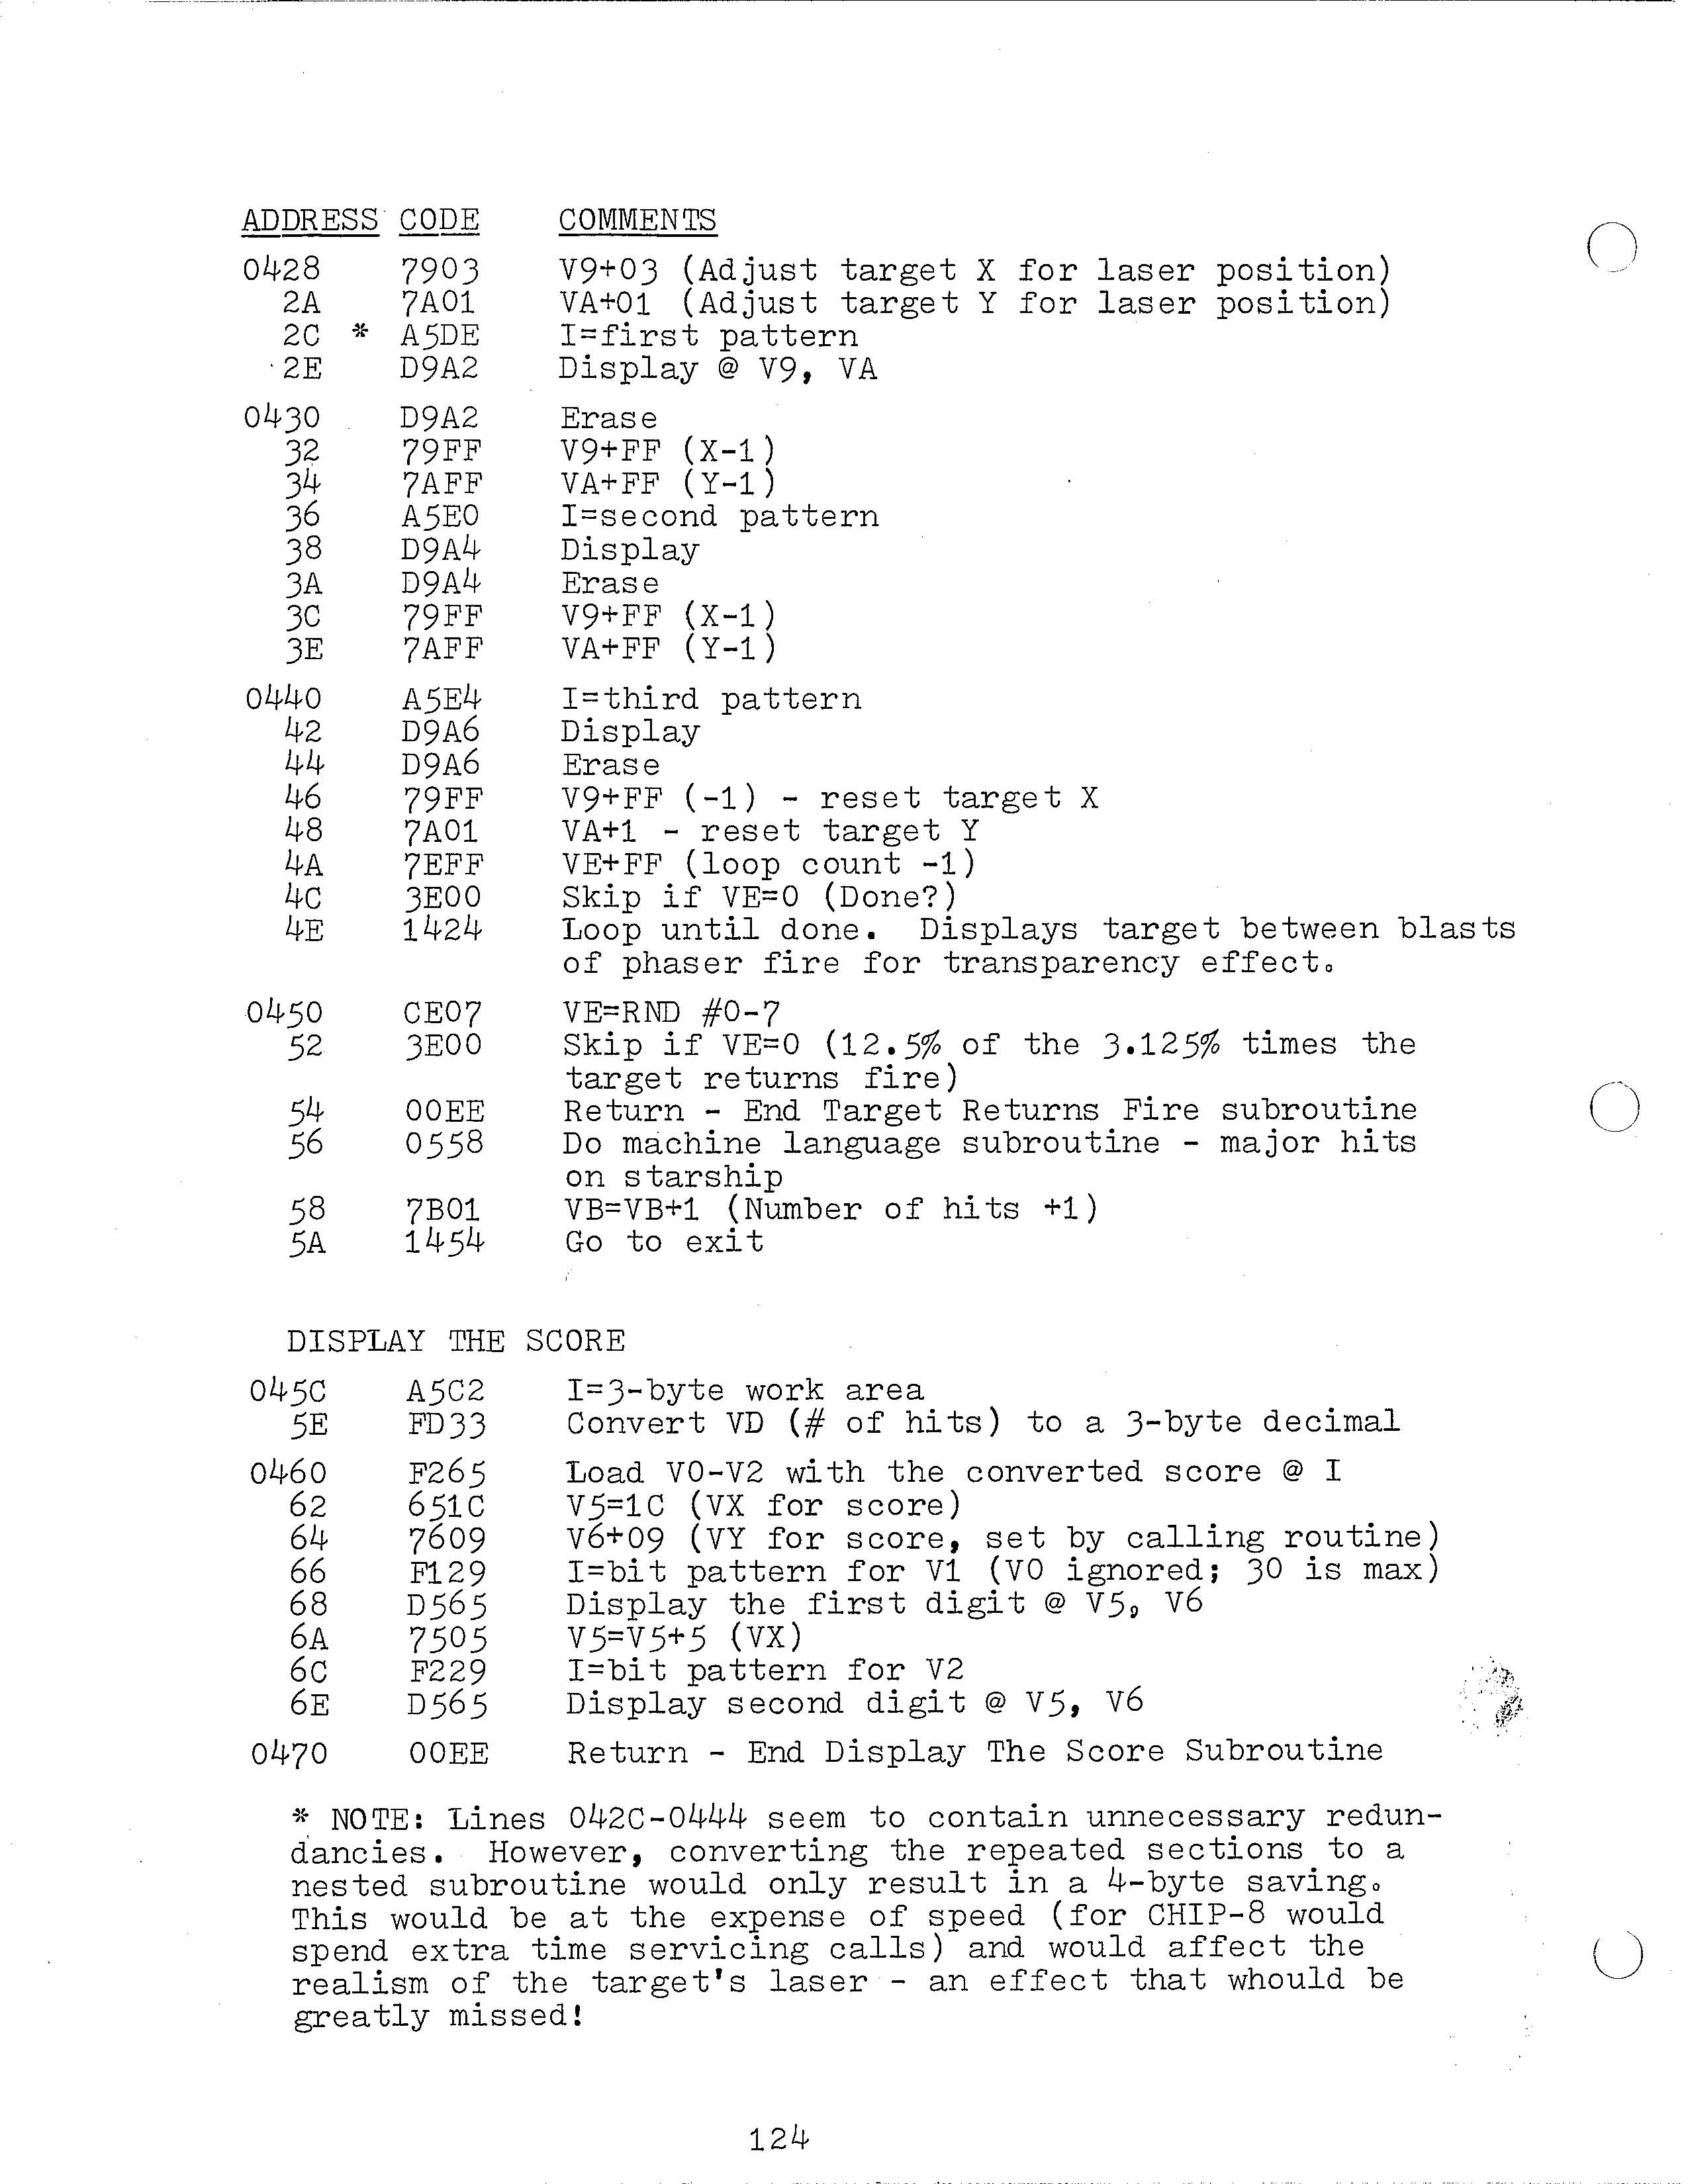 ADDRESS CODE COMMENTS
0428 7903 V9+03 (Adjust target X for laser position)
2A 7A01 VA+01 (Adjust target Y for laser position)
2C * A5DE I=first pattern
2E D9A2 Display @ V9, VA
0430 D9A2 Erase
32 79FF V9+FF (X-1)
34 7AFF VA+FF (Y-1)
36 A5E0 I=second pattern
38 D9A4 Display
3A D9A4 Erase
3C 79FF V9+FF (X-1)
3E 7AFF VA+FF (Y-1)
0440 A5E4 I=third pattern
42 D9A6 Display
44 D9A6 Erase
46 79FF V9+FF (-1) - reset target X
48 7A01 VA+1 - reset target Y
4A 7EFF VE+FF (loop count -1)
4C 3E00 Skip if VE=0 (Done?)
4E 1424 Loop until done. Displays target between blasts
of phaser fire for transparency effect.
0450 CE07 VE=RND #0-7
52 3E00 Skip if VE=0 (12.5% of the 3.125% times the
target returns fire)
54 00EE Return - End Target Returns Fire subroutine
56 0558 Do machine language subroutine - major hits
on starship
58 7B01 VB=VB+1 (Number of hits +1)
5A 1454 Go to exit
DISPLAY THE SCORE
045C A5C2 I=3-byte work area
5E FD33 Convert VD (# of hits) to a 3-byte decimal
0460 F265 Load V0-V2 with the converted score @ I
62 651C V5=1C (VX for score)
64 7609 V6+09 (VY for score, set by calling routine)
66 F129 I=bit pattern for V1 (V0 ignored; 30 is max)
68 D565 Display the first digit @ V5, V6
6A 7505 V5=V5+5 (VX)
6C F229 I=bit pattern for V2
6E D565 Display second digit @ V5, V6
0470 00EE Return - End Display The Score Subroutine
* NOTE: Lines 042C-0444 seem to contain unnecessary redun-
dancies. However, converting the repeated sections to a
nested subroutine would only result in a 4-byte saving.
This would be at the expense of speed (for CHIP-8 would
spend extra time servicing calls) and would affect the
realism of the target's laser - an effect that whould be
greatly missed!
124